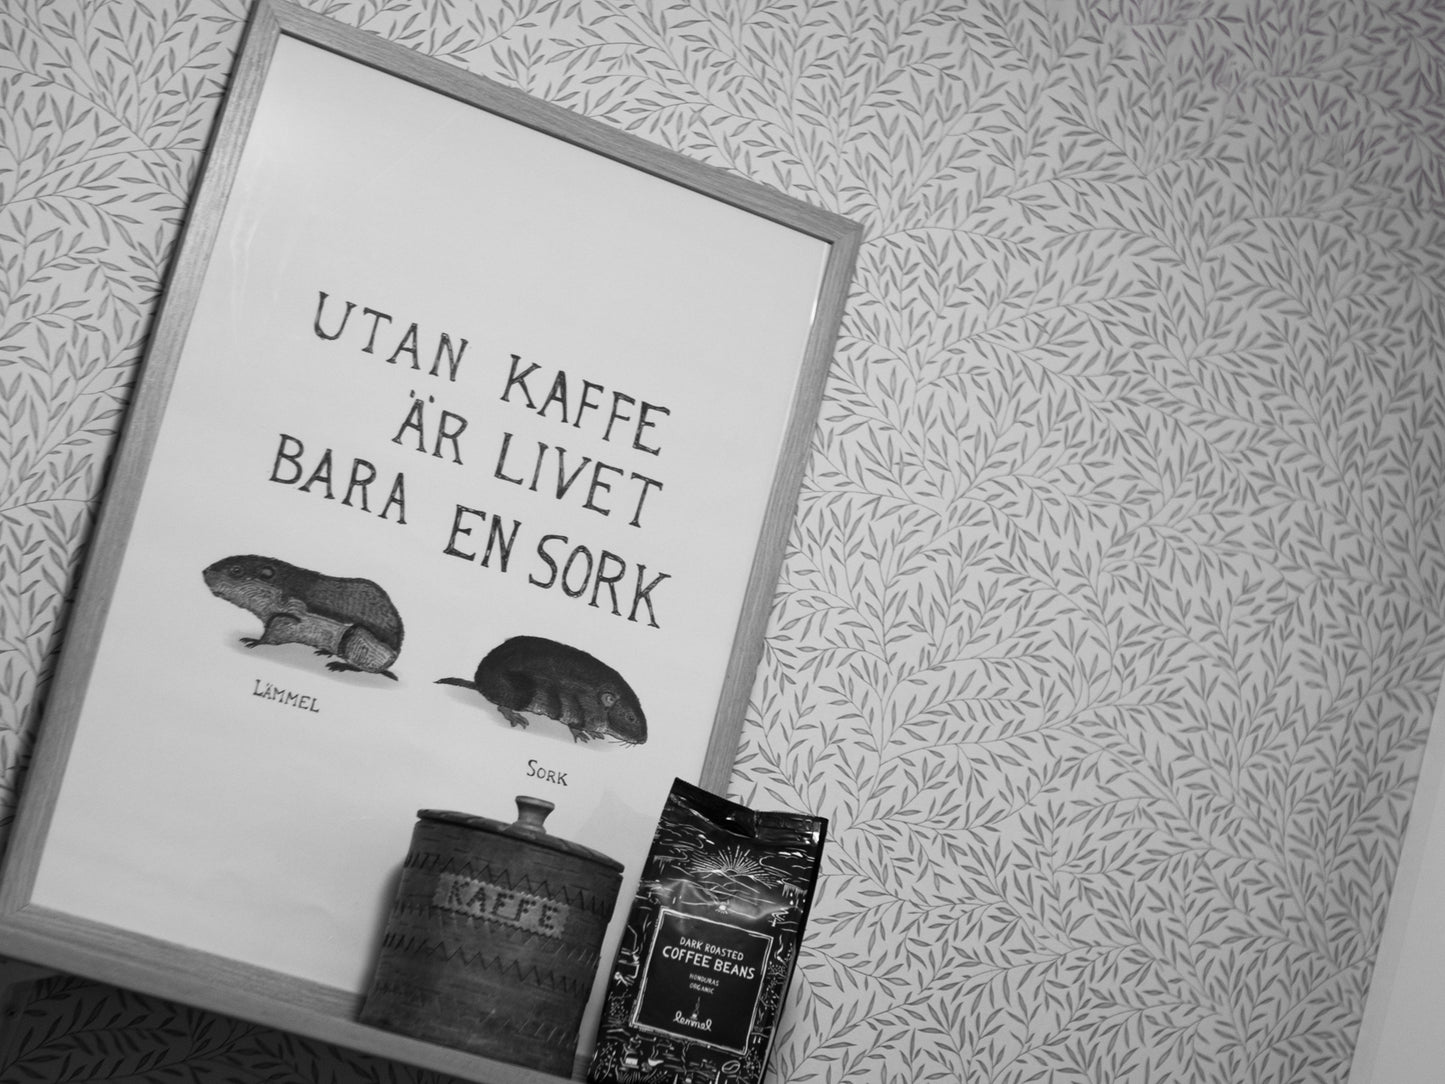 UTAN KAFFE
ÄR LIVET
BARA EN SORK
LÄMMEL
SORK
KAFFE
DARK ROASTED
COFFEE BEANS
HONDURAS
ORGANIC
lemmel